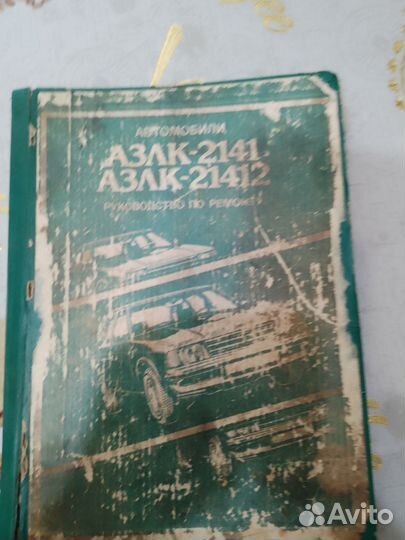 АВТОМОБИЛИ
АЗЛК-2141
АЗЛК-21412
РУКОВОДСТВО ПО РЕМОНТУ
Avito